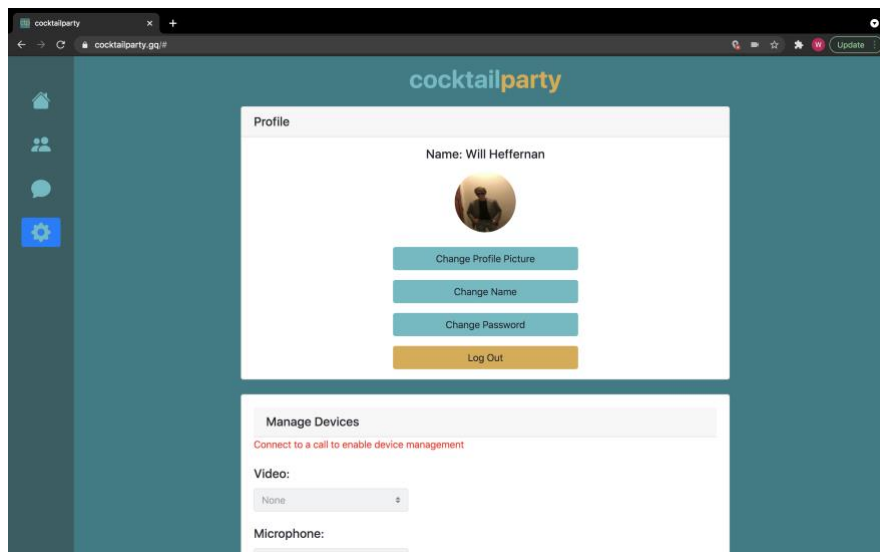 cocktailparty
cocktailparty.gq/#
W
Update
cocktailparty
Profile
Name: Will Heffernan
Change Profile Picture
Change Name
Change Password
Log Out
Manage Devices
Connect to a call to enable device management
Video:
None
Microphone: